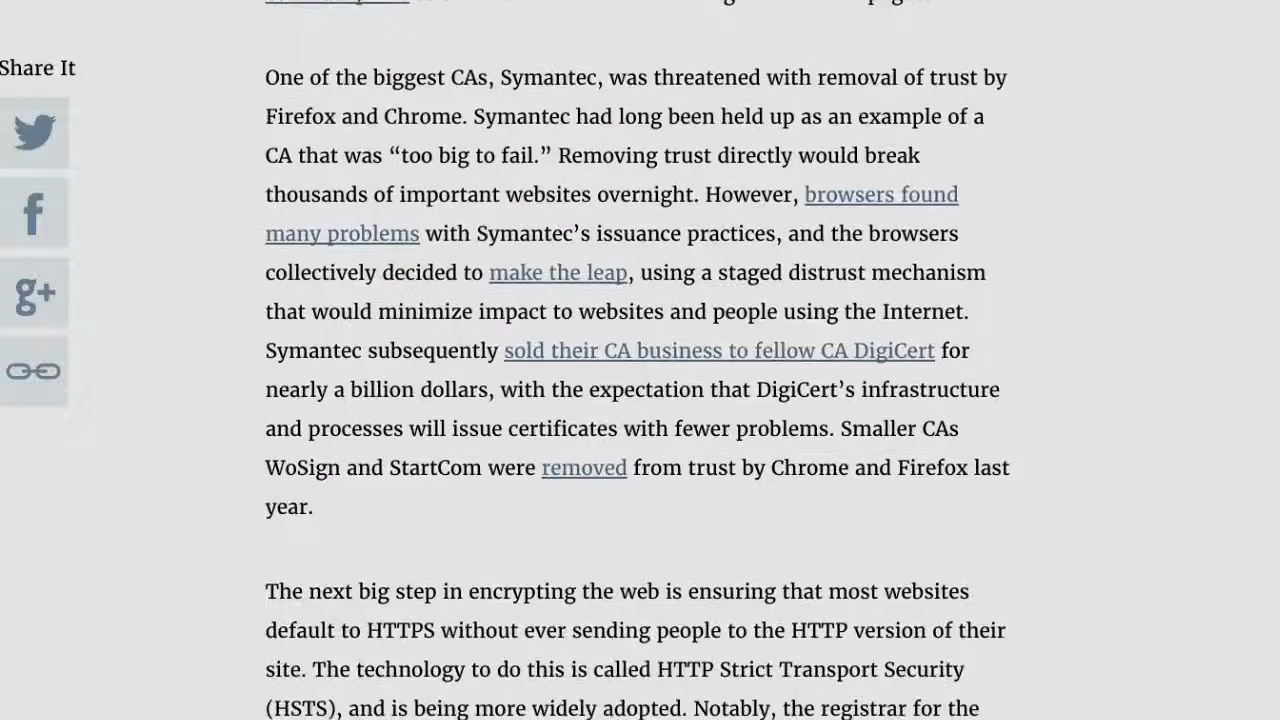 Share It
One of the biggest CAs, Symantec, was threatened with removal of trust by
Firefox and Chrome. Symantec had long been held up as an example of a
CA that was “too big to fail.” Removing trust directly would break
thousands of important websites overnight. However, browsers found
many problems with Symantec’s issuance practices, and the browsers
collectively decided to make the leap, using a staged distrust mechanism
that would minimize impact to websites and people using the Internet.
Symantec subsequently sold their CA business to fellow CA DigiCert for
nearly a billion dollars, with the expectation that DigiCert’s infrastructure
and processes will issue certificates with fewer problems. Smaller CAs
WoSign and StartCom were removed from trust by Chrome and Firefox last
year.
The next big step in encrypting the web is ensuring that most websites
default to HTTPS without ever sending people to the HTTP version of their
site. The technology to do this is called HTTP Strict Transport Security
(HSTS), and is being more widely adopted. Notably, the registrar for the